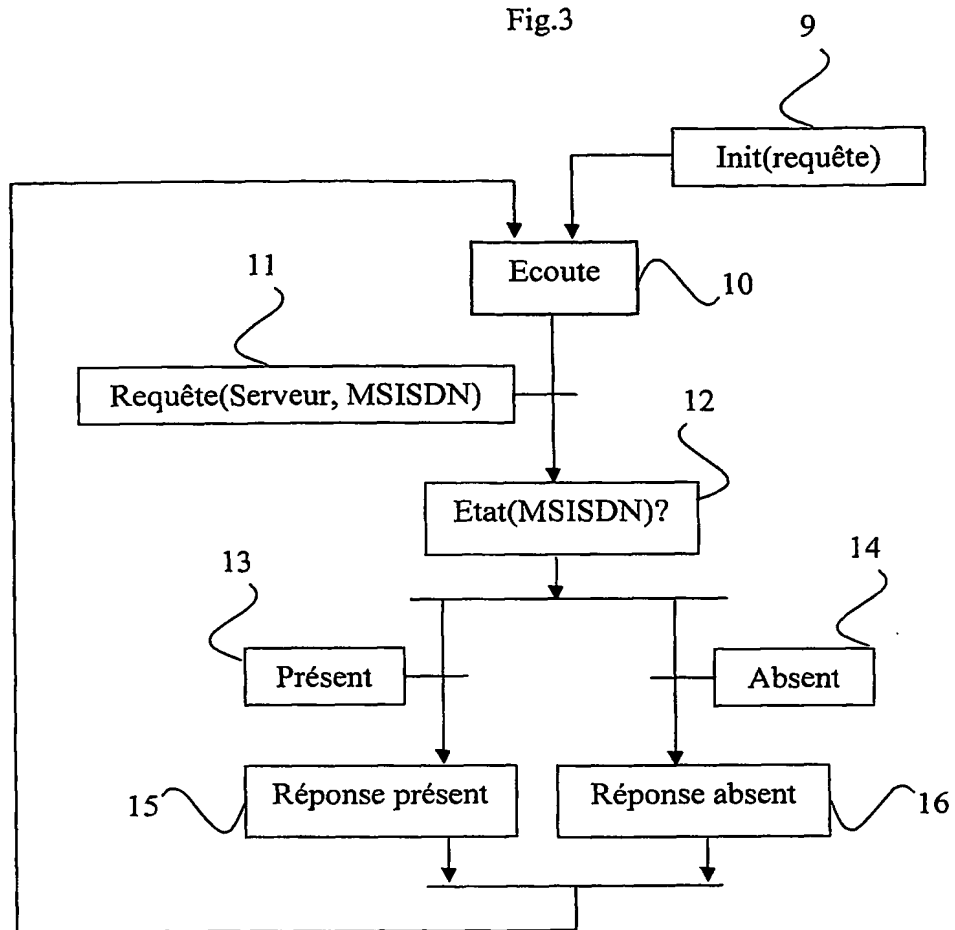 Fig.3
9
Init(requête)
Ecoute
10
11
Requête(Serveur, MSISDN)
12
Etat(MSISDN)?
13
14
Présent
Absent
15
Réponse présent
Réponse absent
16